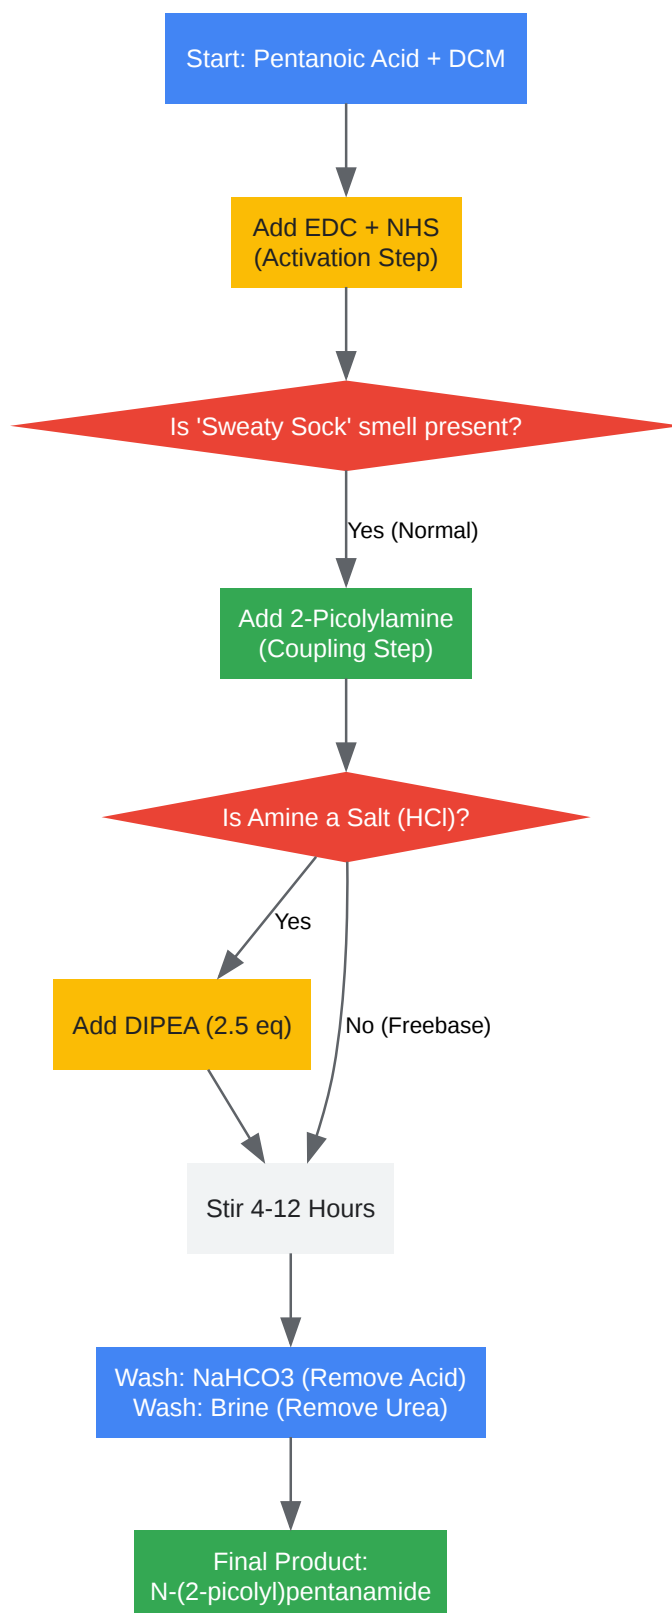 Start: Pentanoic Acid + DCM
Add EDC + NHS
(Activation Step)
Is 'Sweaty Sock' smell present?
Yes (Normal)
Add 2-Picolylamine
(Coupling Step)
Is Amine a Salt (HCl)?
Yes
Add DIPEA (2.5 eq)
No (Freebase)
Stir 4-12 Hours
Wash: NaHCO3 (Remove Acid)
Wash: Brine (Remove Urea)
Final Product:
N-(2-picolyl)pentanamide